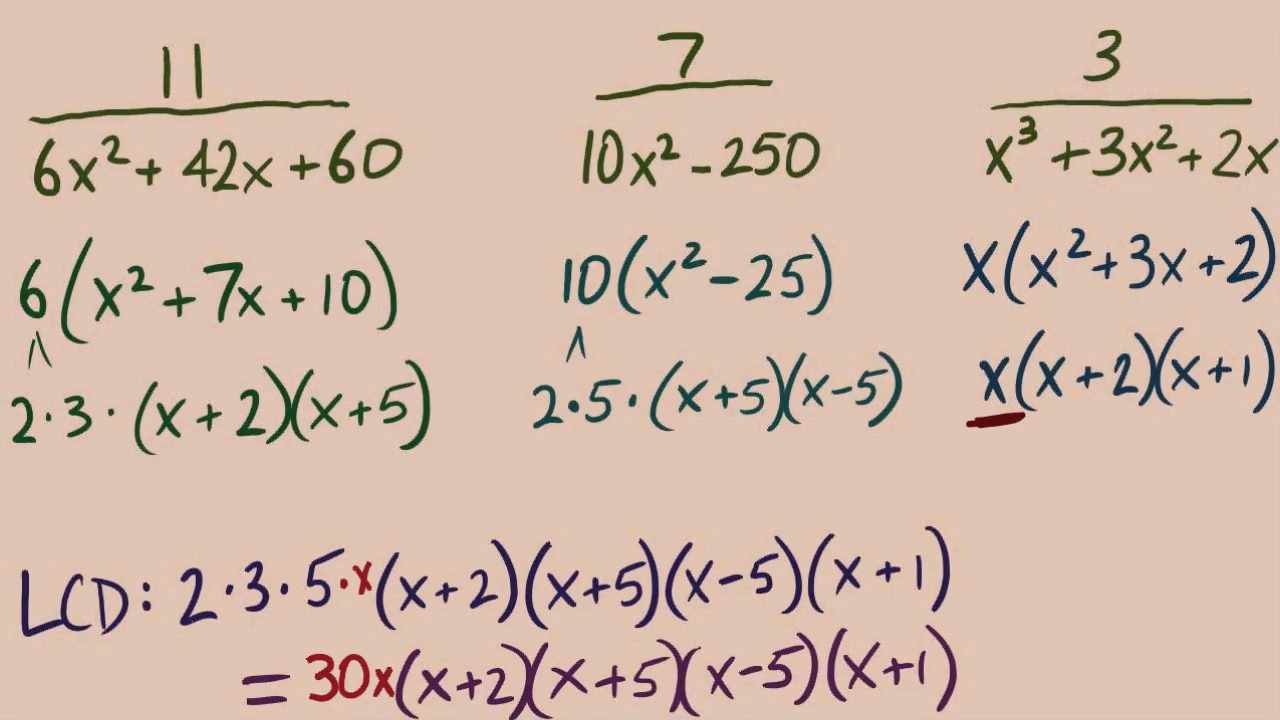 11 7 3
6x² + 42x + 60 10x² - 250 x³ + 3x² + 2x
6(x² + 7x + 10) 10(x² - 25) x(x² + 3x + 2)
2·3·(x + 2)(x + 5) 2·5·(x + 5)(x - 5) x(x + 2)(x + 1)
LCD: 2·3·5·x(x + 2)(x + 5)(x - 5)(x + 1)
= 30x(x + 2)(x + 5)(x - 5)(x + 1)